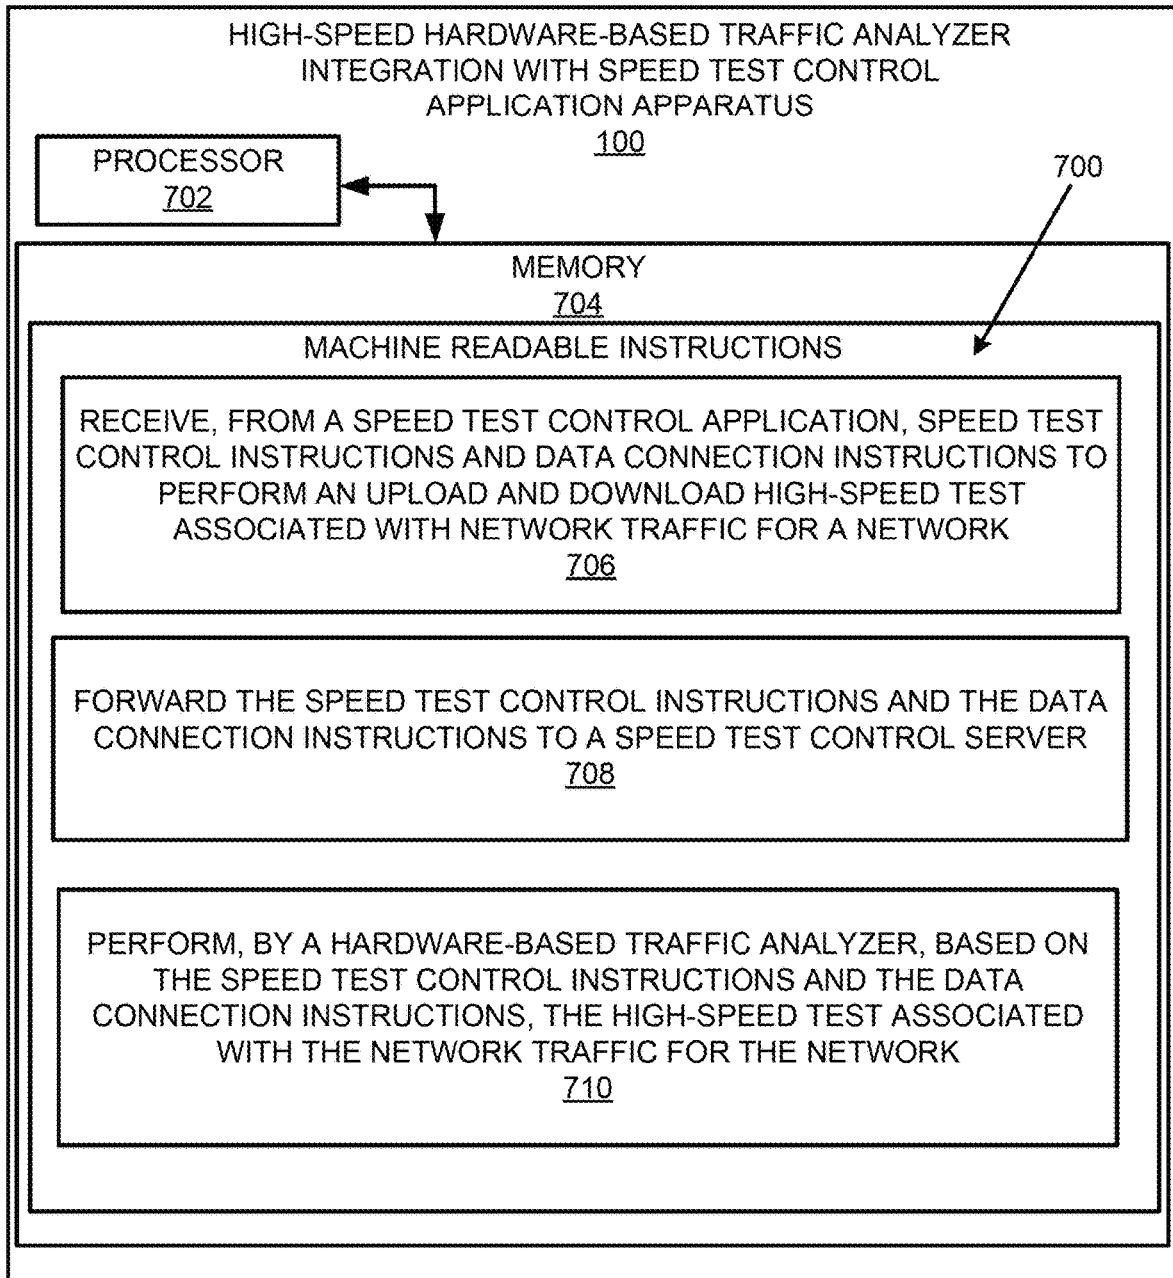 HIGH-SPEED HARDWARE-BASED TRAFFIC ANALYZER
INTEGRATION WITH SPEED TEST CONTROL
APPLICATION APPARATUS
100
PROCESSOR
702
700
MEMORY
704
MACHINE READABLE INSTRUCTIONS
RECEIVE, FROM A SPEED TEST CONTROL APPLICATION, SPEED TEST
CONTROL INSTRUCTIONS AND DATA CONNECTION INSTRUCTIONS TO
PERFORM AN UPLOAD AND DOWNLOAD HIGH-SPEED TEST
ASSOCIATED WITH NETWORK TRAFFIC FOR A NETWORK
706
FORWARD THE SPEED TEST CONTROL INSTRUCTIONS AND THE DATA
CONNECTION INSTRUCTIONS TO A SPEED TEST CONTROL SERVER
708
PERFORM, BY A HARDWARE-BASED TRAFFIC ANALYZER, BASED ON
THE SPEED TEST CONTROL INSTRUCTIONS AND THE DATA
CONNECTION INSTRUCTIONS, THE HIGH-SPEED TEST ASSOCIATED
WITH THE NETWORK TRAFFIC FOR THE NETWORK
710